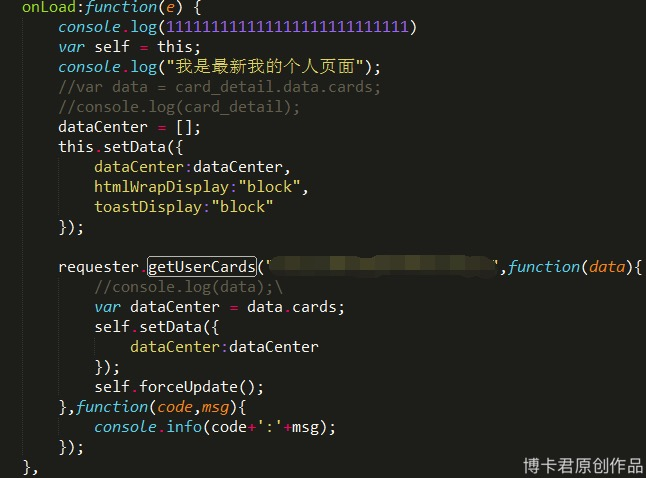 onLoad:function(e) {
console.log(111111111111111111111111111)
var self = this;
console.log("我是最新我的个人页面");
//var data = card_detail.data.cards;
//console.log(card_detail);
dataCenter = [];
this.setData({
dataCenter:dataCenter,
htmlWrapDisplay:"block",
toastDisplay:"block"
});
requester.getUserCards(" ",function(data){
//console.log(data);\
var dataCenter = data.cards;
self.setData({
dataCenter:dataCenter
});
self.forceUpdate();
},function(code,msg){
console.info(code+':'+msg);
});
},
博卡君原创作品